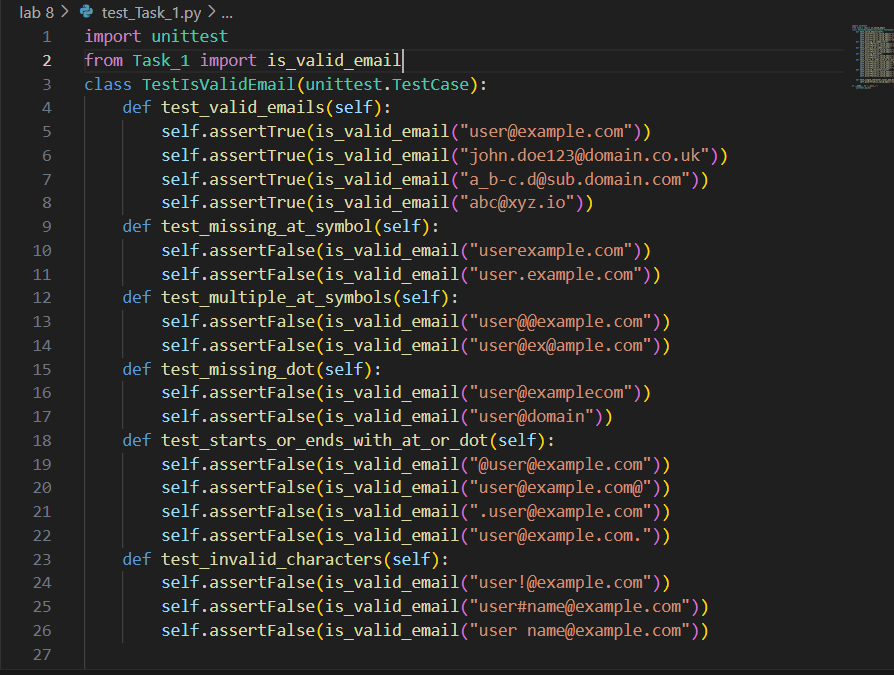 lab 8 > test_Task_1.py > ...
1 import unittest
2 from Task_1 import is_valid_email
3 class TestIsValidEmail(unittest.TestCase):
4     def test_valid_emails(self):
5         self.assertTrue(is_valid_email("user@example.com"))
6         self.assertTrue(is_valid_email("john.doe123@domain.co.uk"))
7         self.assertTrue(is_valid_email("a_b-c.d@sub.domain.com"))
8         self.assertTrue(is_valid_email("abc@xyz.io"))
9     def test_missing_at_symbol(self):
10         self.assertFalse(is_valid_email("userexample.com"))
11         self.assertFalse(is_valid_email("user.example.com"))
12     def test_multiple_at_symbols(self):
13         self.assertFalse(is_valid_email("user@@example.com"))
14         self.assertFalse(is_valid_email("user@ex@ample.com"))
15     def test_missing_dot(self):
16         self.assertFalse(is_valid_email("user@examplecom"))
17         self.assertFalse(is_valid_email("user@domain"))
18     def test_starts_or_ends_with_at_or_dot(self):
19         self.assertFalse(is_valid_email("@user@example.com"))
20         self.assertFalse(is_valid_email("user@example.com@"))
21         self.assertFalse(is_valid_email(".user@example.com"))
22         self.assertFalse(is_valid_email("user@example.com."))
23     def test_invalid_characters(self):
24         self.assertFalse(is_valid_email("user!@example.com"))
25         self.assertFalse(is_valid_email("user#name@example.com"))
26         self.assertFalse(is_valid_email("user name@example.com"))
27